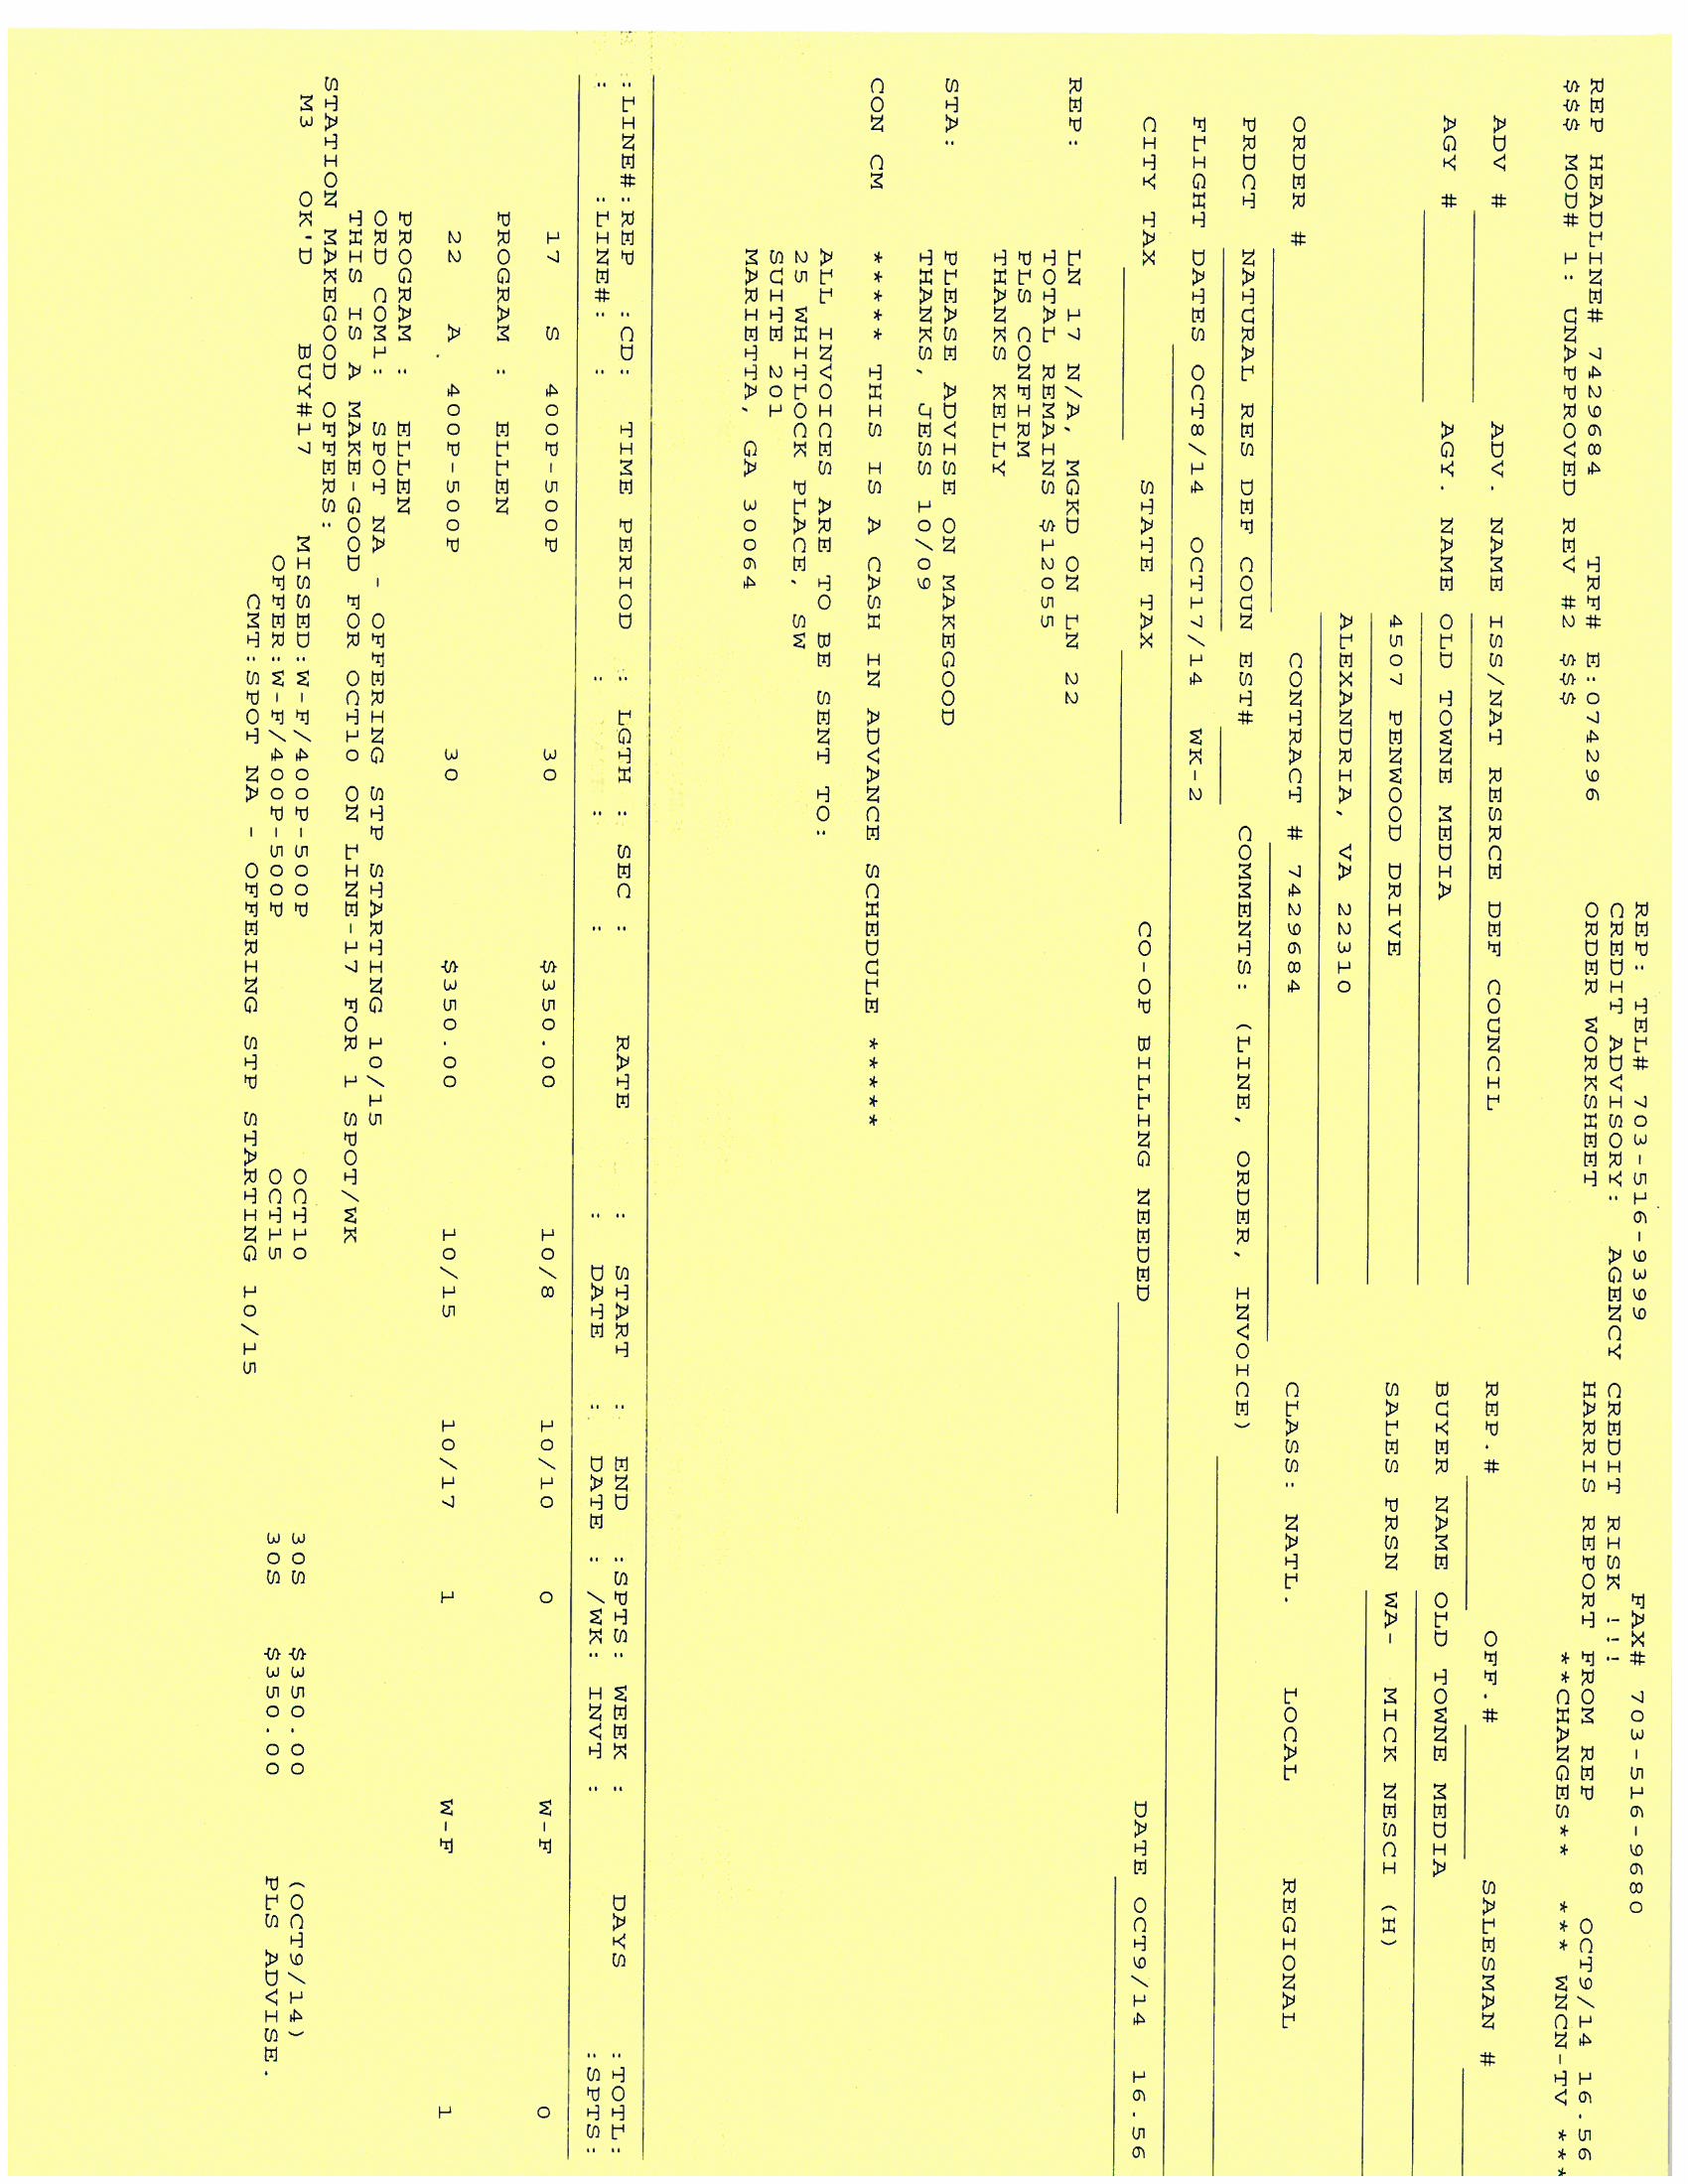 REP: TEL# 703-516-9399 FAX# 703-516-9680
CREDIT ADVISORY: AGENCY CREDIT RISK !!!
REP HEADLINE# 7429684 TRF# E:074296 ORDER WORKSHEET HARRIS REPORT FROM REP OCT9/14 16.56
$$$ MOD# 1: UNAPPROVED REV #2 $$$ **CHANGES** *** WNCN-TV ***
ADV # ADV. NAME ISS/NAT RESRCE DEF COUNCIL REP.# OFF.# SALESMAN #
AGY # AGY. NAME OLD TOWNE MEDIA BUYER NAME OLD TOWNE MEDIA
4507 PENWOOD DRIVE SALES PRSN WA- MICK NESCI (H)
ALEXANDRIA, VA 22310
ORDER # CONTRACT # 7429684 CLASS: NATL. LOCAL REGIONAL
PRDCT NATURAL RES DEF COUN EST# COMMENTS: (LINE, ORDER, INVOICE)
FLIGHT DATES OCT8/14 OCT17/14 WK-2
CITY TAX STATE TAX CO-OP BILLING NEEDED DATE OCT9/14 16.56
REP: LN 17 N/A, MGKD ON LN 22
TOTAL REMAINS $12055
PLS CONFIRM
THANKS KELLY
STA: PLEASE ADVISE ON MAKEGOOD
THANKS, JESS 10/09
CON CM ***** THIS IS A CASH IN ADVANCE SCHEDULE *****
ALL INVOICES ARE TO BE SENT TO:
25 WHITLOCK PLACE, SW
SUITE 201
MARIETTA, GA 30064
:LINE#:REP :CD: TIME PERIOD : LGTH : SEC : RATE : START : END :SPTS: WEEK : DAYS :TOTL:
: :LINE#: : : : : : DATE : DATE : /WK: INVT : :SPTS:
17 S 400P-500P 30 $350.00 10/8 10/10 0 W-F 0
PROGRAM : ELLEN
22 A 400P-500P 30 $350.00 10/15 10/17 1 W-F 1
PROGRAM : ELLEN
ORD COM1: SPOT NA - OFFERING STP STARTING 10/15
THIS IS A MAKE-GOOD FOR OCT10 ON LINE-17 FOR 1 SPOT/WK
STATION MAKEGOOD OFFERS:
M3 OK'D BUY#17 MISSED:W-F/400P-500P OCT10 30S $350.00 (OCT9/14)
OFFER:W-F/400P-500P OCT15 30S $350.00 PLS ADVISE.
CMT:SPOT NA - OFFERING STP STARTING 10/15